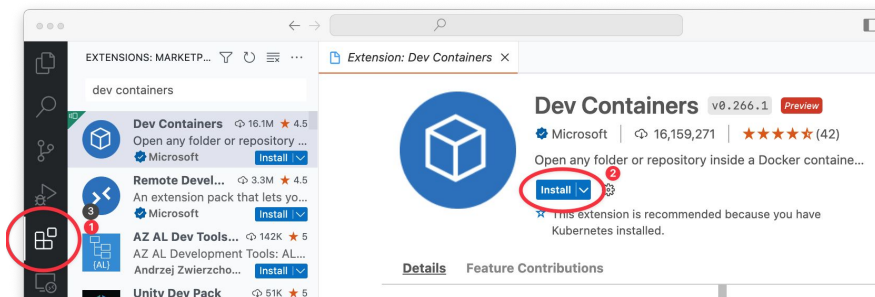 EXTENSIONS: MARKETP...
Extension: Dev Containers
dev containers
Dev Containers 16.1M ★ 4.5
Open any folder or repository ...
Microsoft Install
Remote Devel... 3.3M ★ 4.5
An extension pack that lets yo...
Microsoft Install
3
1
AZ AL Dev Tools... 142K ★ 5
AZ AL Development Tools: AL...
Andrzej Zwierzcho... Install
{AL}
Unity Dev Pack 51K ★ 5
Dev Containers v0.266.1 Preview
Microsoft | 16,159,271 | ★★★★★ (42)
Open any folder or repository inside a Docker containe...
Install
2
This extension is recommended because you have
Kubernetes installed.
Details Feature Contributions